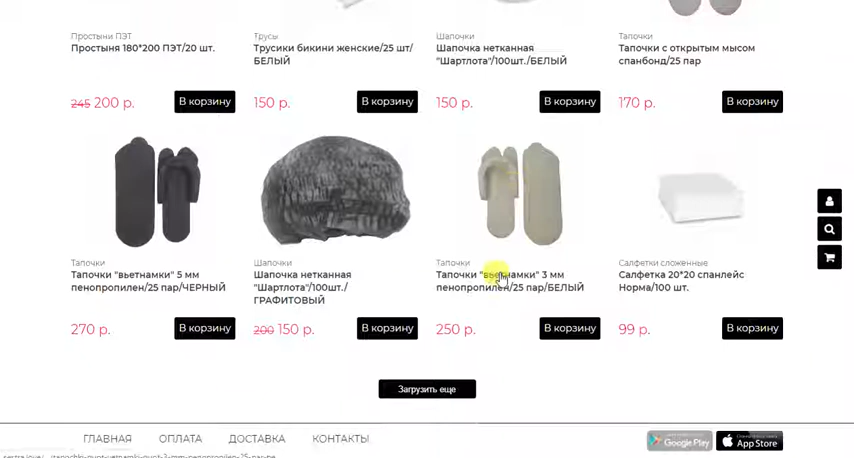 Простыни ПЭТ
Простыня 180*200 ПЭТ/20 шт.
245 200 р.
В корзину
Трусы
Трусики бикини женские/25 шт/
БЕЛЫЙ
150 р.
В корзину
Шапочки
Шапочка нетканная
"Шартлота"/100шт./БЕЛЫЙ
150 р.
В корзину
Тапочки
Тапочки с открытым мысом
спанбонд/25 пар
170 р.
В корзину
Тапочки
Тапочки "вьетнамки" 5 мм
пенопропилен/25 пар/ЧЕРНЫЙ
270 р.
В корзину
Шапочки
Шапочка нетканная
"Шартлота"/100шт./
ГРАФИТОВЫЙ
200 150 р.
В корзину
Тапочки
Тапочки "вьетнамки" 3 мм
пенопропилен/25 пар/БЕЛЫЙ
250 р.
В корзину
Салфетки сложенные
Салфетка 20*20 спанлейс
Норма/100 шт.
99 р.
В корзину
Загрузить еще
ГЛАВНАЯ
ОПЛАТА
ДОСТАВКА
КОНТАКТЫ
Google Play
App Store